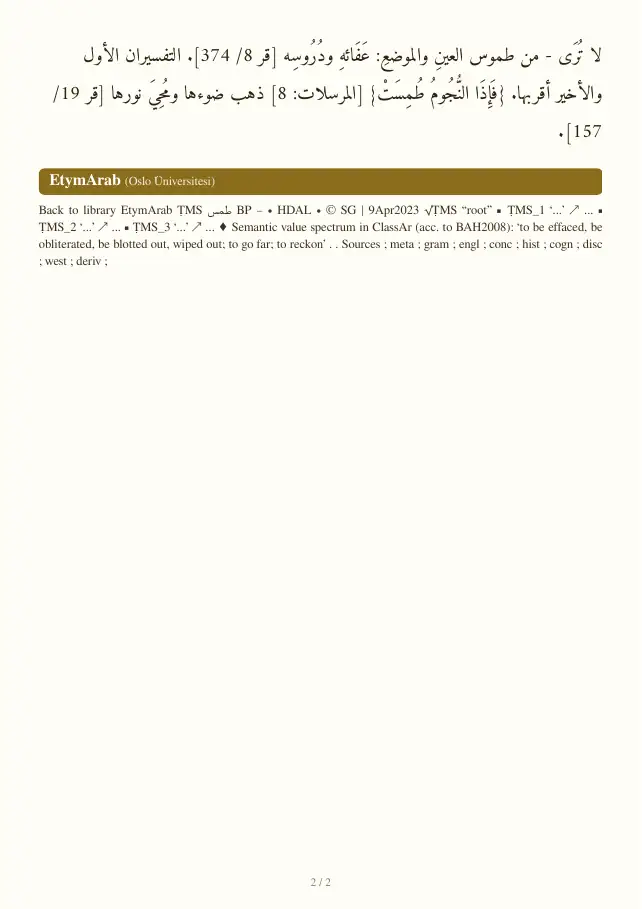 لا تُرَى - من طموس العينِ والموضعِ: عَفَائهِ ودُرُوسِه [قر 8/ 374]. التفسيران الأول
والأخير أقربها. {فَإِذَا النُّجُومُ طُمِسَتْ} [المرسلات: 8] ذهب ضوءها ومُحِيَ نورها [قر 19/
157].
EtymArab (Oslo Üniversitesi)
Back to library EtymArab ṬMS طمس BP – • HDAL • © SG | 9Apr2023 √ṬMS “root” ▪ ṬMS_1 ‘...’ ↗ ... ▪
ṬMS_2 ‘...’ ↗ ... ▪ ṬMS_3 ‘...’ ↗ ... ♦ Semantic value spectrum in ClassAr (acc. to BAH2008): ‘to be effaced, be
obliterated, be blotted out, wiped out; to go far; to reckon’ . . Sources ; meta ; gram ; engl ; conc ; hist ; cogn ; disc
; west ; deriv ;
2 / 2